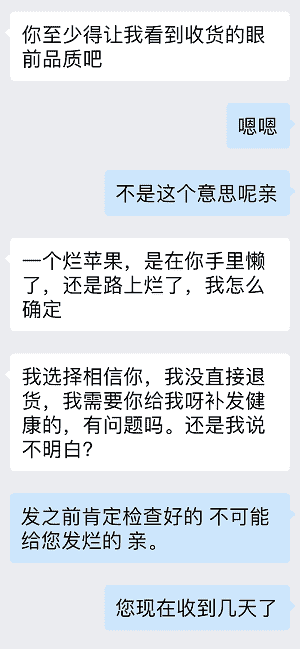 你至少得让我看到收货的眼
前品质吧
嗯嗯
不是这个意思呢亲
一个烂苹果，是在你手里懒
了，还是路上烂了，我怎么
确定
我选择相信你，我没直接退
货，我需要你给我呀补发健
康的，有问题吗。还是我说
不明白？
发之前肯定检查好的 不可能
给您发烂的 亲。
您现在收到几天了